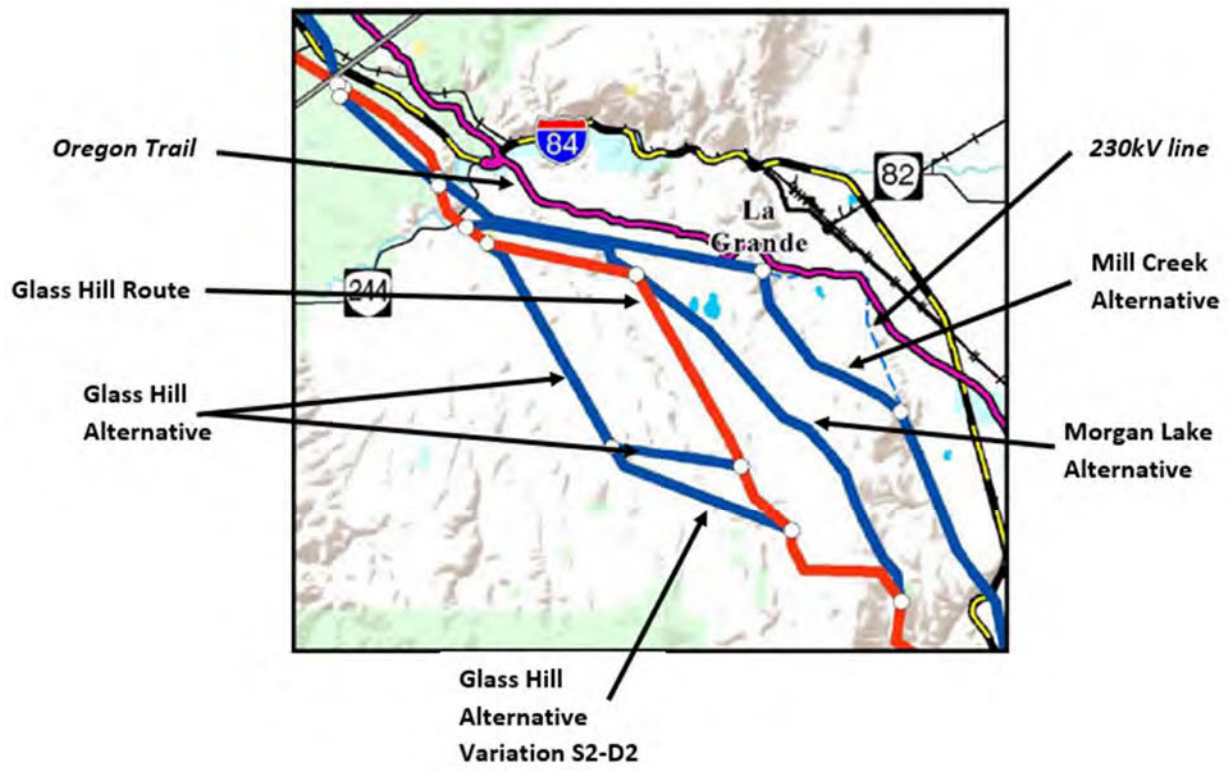 84
Oregon Trail
230kV line
82
La
Grande
Mill Creek
Alternative
244
Glass Hill Route
Glass Hill
Alternative
Morgan Lake
Alternative
Glass Hill
Alternative
Variation S2-D2